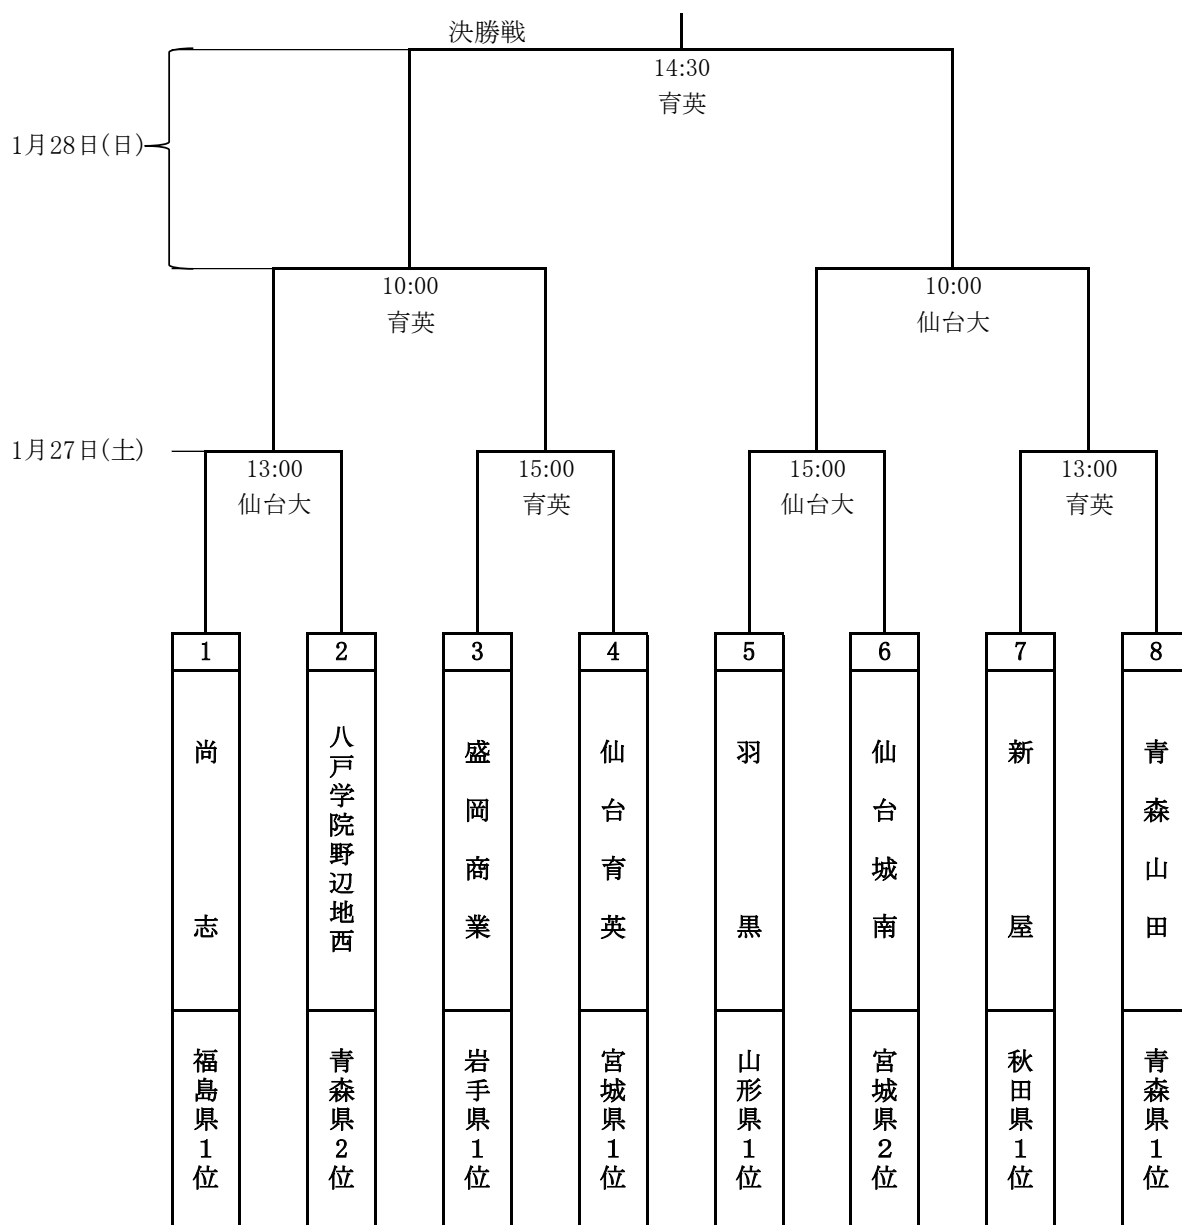 決勝戦
14:30
育英
1月28日(日)
10:00
育英
10:00
仙台大
1月27日(土)
13:00
仙台大
15:00
育英
15:00
仙台大
13:00
育英
1
2
3
4
5
6
7
8
尚志
八戸学院野辺地西
盛岡商業
仙台育英
羽黒
仙台城南
新屋
青森山田
福島県1位
青森県2位
岩手県1位
宮城県1位
山形県1位
宮城県2位
秋田県1位
青森県1位